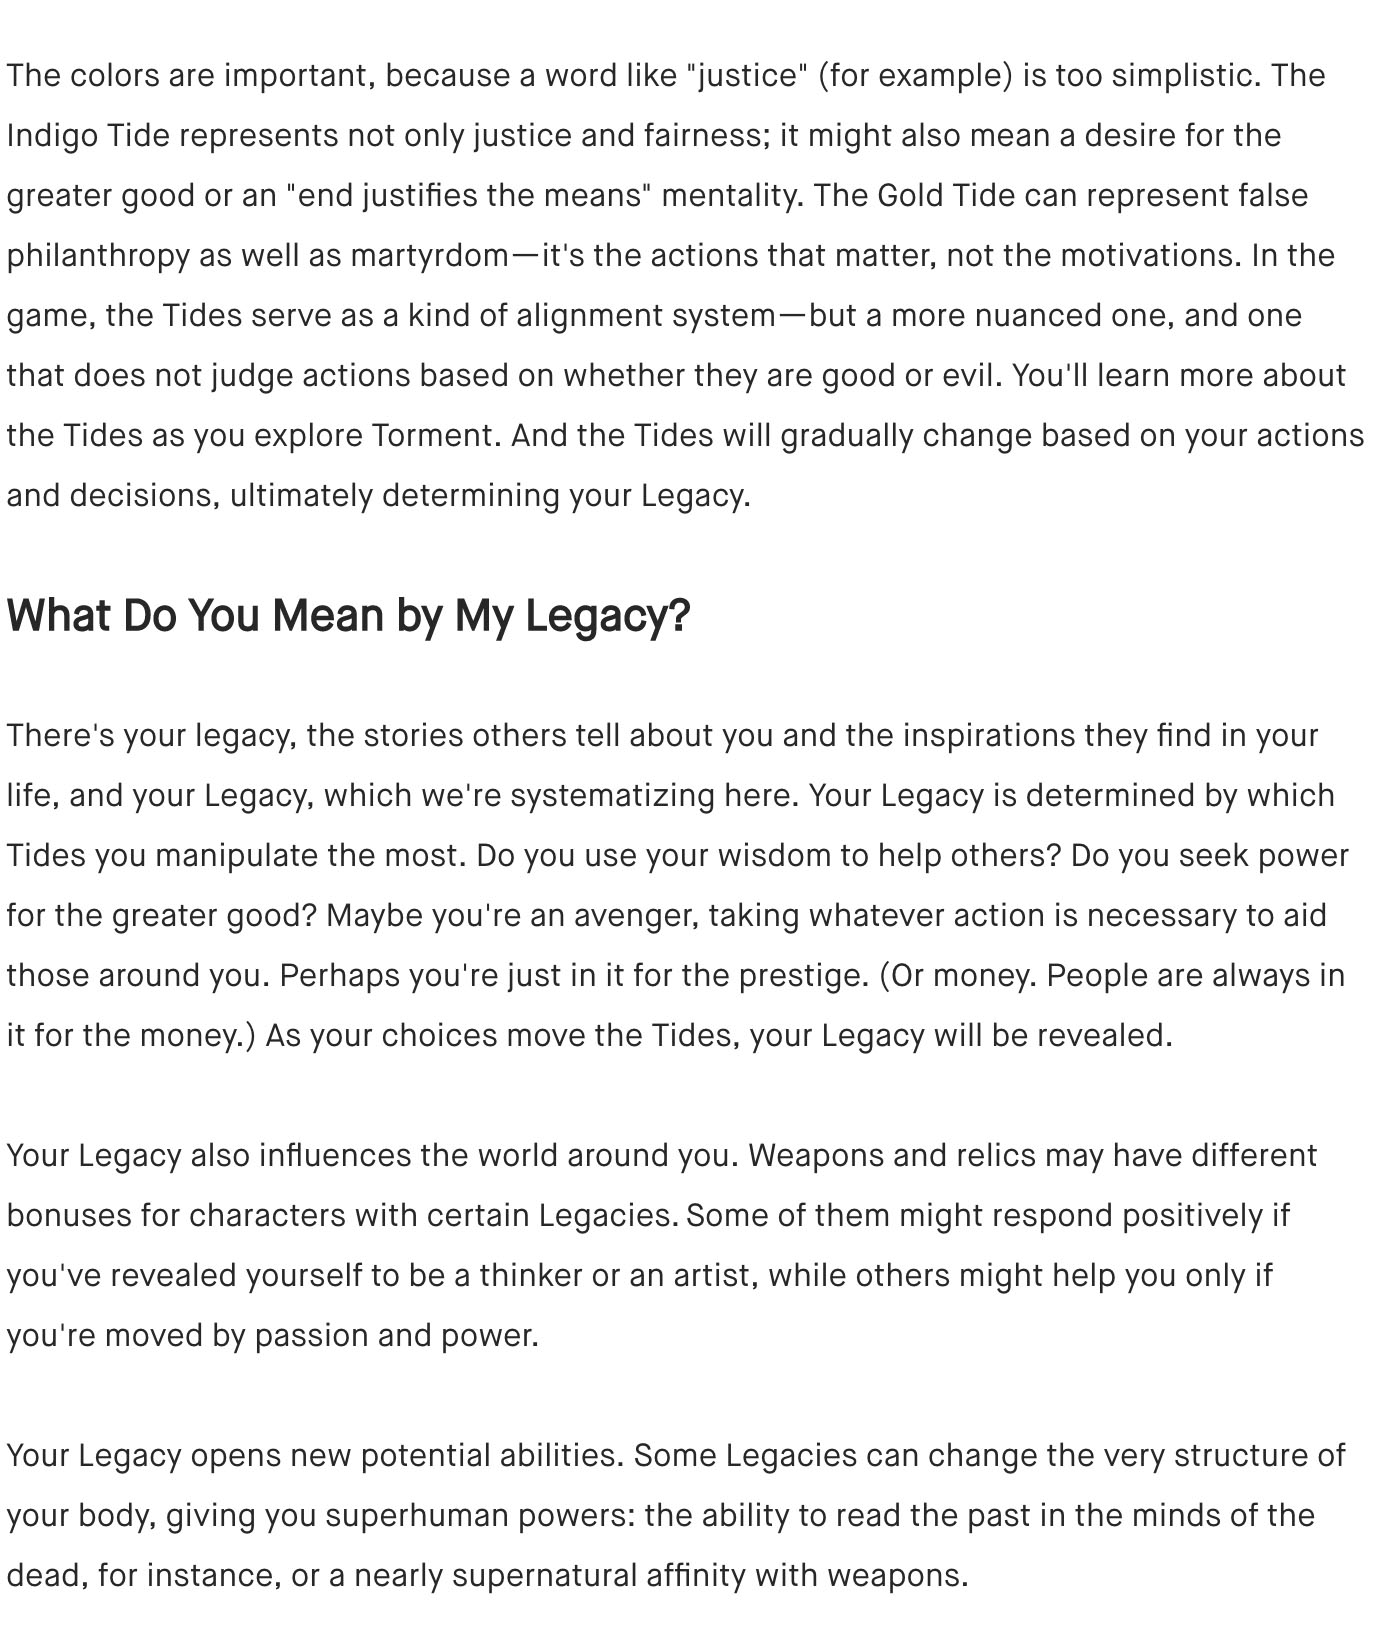 The colors are important, because a word like "justice" (for example) is too simplistic. The
Indigo Tide represents not only justice and fairness; it might also mean a desire for the
greater good or an "end justifies the means" mentality. The Gold Tide can represent false
philanthropy as well as martyrdom—it's the actions that matter, not the motivations. In the
game, the Tides serve as a kind of alignment system—but a more nuanced one, and one
that does not judge actions based on whether they are good or evil. You'll learn more about
the Tides as you explore Torment. And the Tides will gradually change based on your actions
and decisions, ultimately determining your Legacy.
What Do You Mean by My Legacy?
There's your legacy, the stories others tell about you and the inspirations they find in your
life, and your Legacy, which we're systematizing here. Your Legacy is determined by which
Tides you manipulate the most. Do you use your wisdom to help others? Do you seek power
for the greater good? Maybe you're an avenger, taking whatever action is necessary to aid
those around you. Perhaps you're just in it for the prestige. (Or money. People are always in
it for the money.) As your choices move the Tides, your Legacy will be revealed.
Your Legacy also influences the world around you. Weapons and relics may have different
bonuses for characters with certain Legacies. Some of them might respond positively if
you've revealed yourself to be a thinker or an artist, while others might help you only if
you're moved by passion and power.
Your Legacy opens new potential abilities. Some Legacies can change the very structure of
your body, giving you superhuman powers: the ability to read the past in the minds of the
dead, for instance, or a nearly supernatural affinity with weapons.